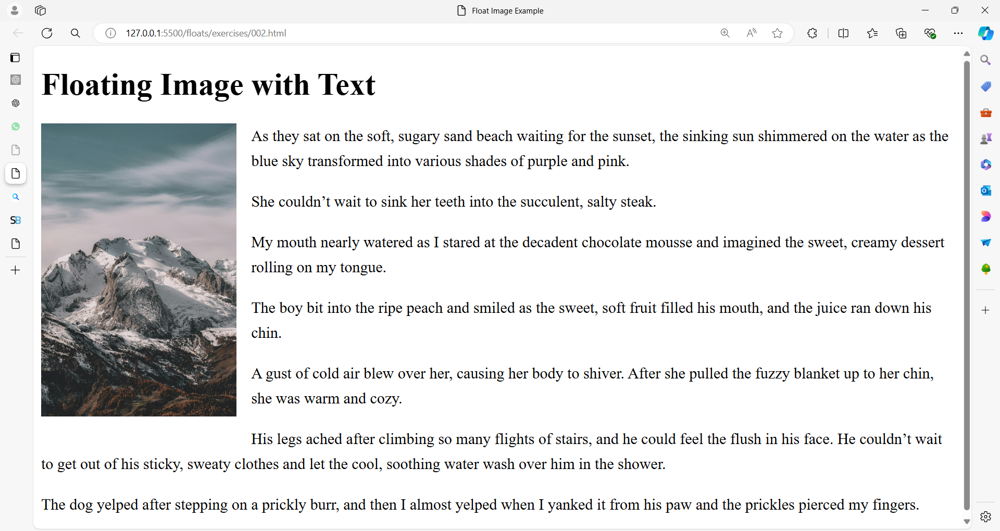 Float Image Example
127.0.0.1:5500/floats/exercises/002.html
Floating Image with Text
As they sat on the soft, sugary sand beach waiting for the sunset, the sinking sun shimmered on the water as the
blue sky transformed into various shades of purple and pink.
She couldn’t wait to sink her teeth into the succulent, salty steak.
My mouth nearly watered as I stared at the decadent chocolate mousse and imagined the sweet, creamy dessert
rolling on my tongue.
The boy bit into the ripe peach and smiled as the sweet, soft fruit filled his mouth, and the juice ran down his
chin.
A gust of cold air blew over her, causing her body to shiver. After she pulled the fuzzy blanket up to her chin,
she was warm and cozy.
His legs ached after climbing so many flights of stairs, and he could feel the flush in his face. He couldn’t wait
to get out of his sticky, sweaty clothes and let the cool, soothing water wash over him in the shower.
The dog yelped after stepping on a prickly burr, and then I almost yelped when I yanked it from his paw and the prickles pierced my fingers.
SB